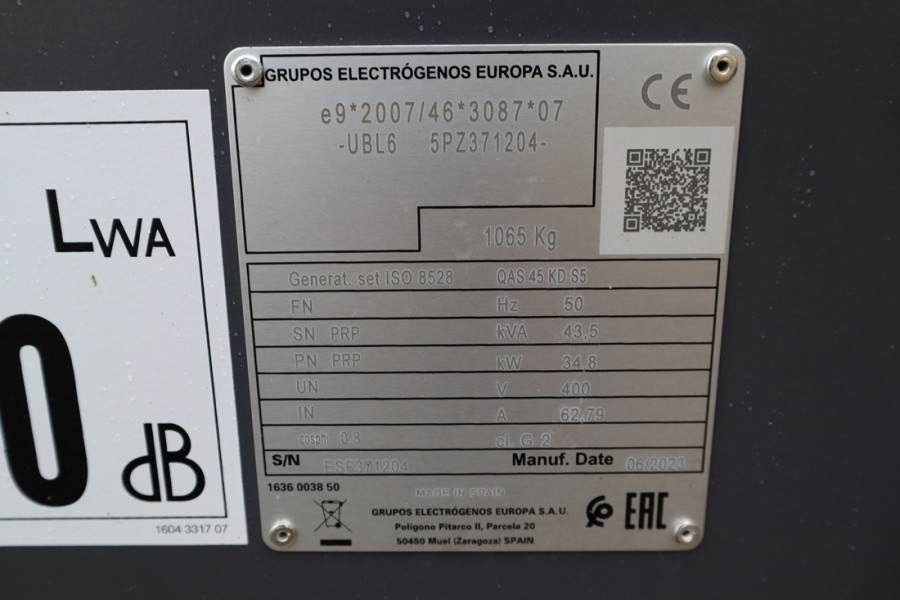 LWA
0
dB
1604 3317 07
GRUPOS ELECTRÓGENOS EUROPA S.A.U.
CE
e9*2007/46*3087*07
-UBL6 5PZ371204-
1065 Kg
Generat. set ISO 8528 QAS 45 KD S5
FN Hz 50
SN PRP kVA 43,5
PN PRP kW 34,8
UN V 400
IN A 62,79
cosphi 0,8 cl. G 2
S/N ESF371204 Manuf. Date 06/2023
1636 0038 50
MADE IN SPAIN
GRUPOS ELECTRÓGENOS EUROPA S.A.U.
Polígono Pitarco II, Parcela 20
50450 Muel (Zaragoza) SPAIN
EAC